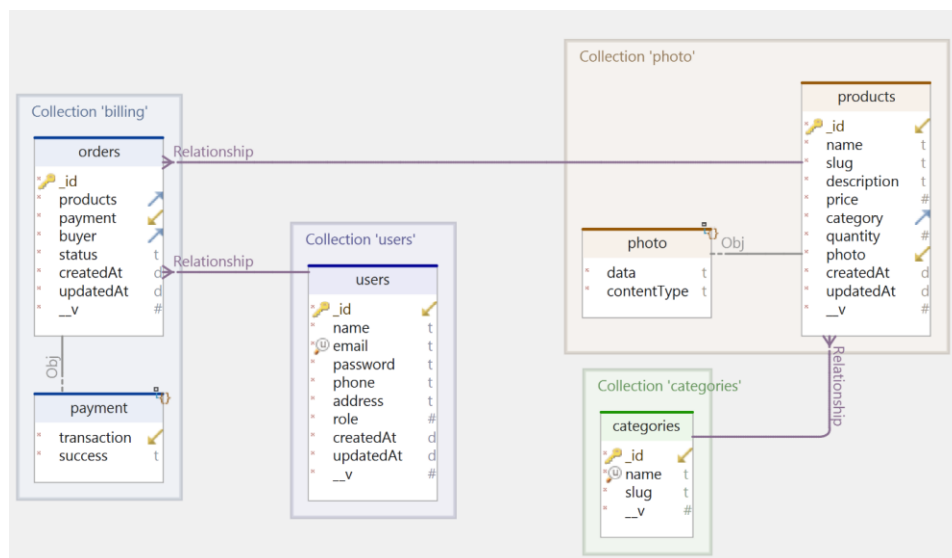 Collection 'billing'
orders
_id
products
payment
buyer
status t
createdAt d
updatedAt d
__v #
Obj
payment
transaction
success t
Relationship
Relationship
Collection 'users'
users
_id
name t
email t
password t
phone t
address t
role #
createdAt d
updatedAt d
__v #
Collection 'photo'
products
_id
name t
slug t
description t
price #
category
quantity #
photo
createdAt d
updatedAt d
__v #
photo
data t
contentType t
Obj
Relationship
Collection 'categories'
categories
_id
name t
slug t
__v #